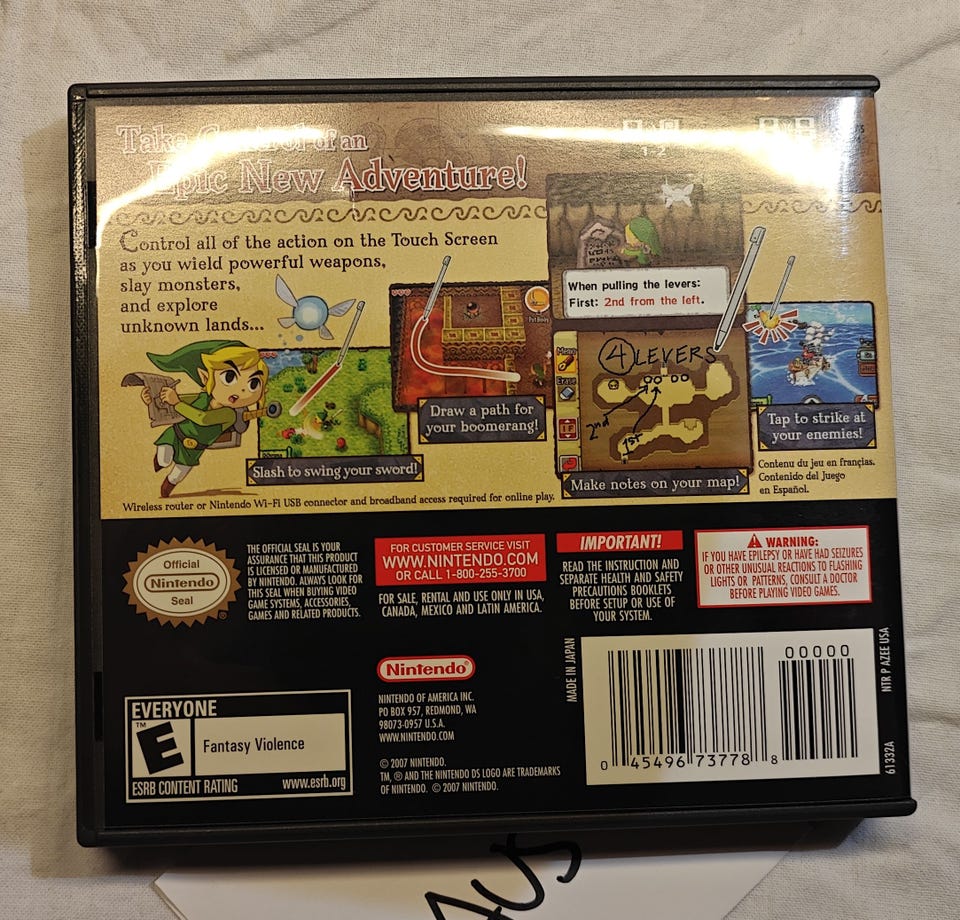 Take Control of an
Epic New Adventure!
1-2
Control all of the action on the Touch Screen
as you wield powerful weapons,
slay monsters,
and explore
unknown lands...
When pulling the levers:
First: 2nd from the left.
Menu
Erase
4 LEVERS
2nd
1st
1F
Slash to swing your sword!
Draw a path for
your boomerang!
Make notes on your map!
Tap to strike at
your enemies!
Contenu du jeu en françias.
Contenido del Juego
en Español.
Wireless router or Nintendo Wi-Fi USB connector and broadband access required for online play.
Official
Nintendo
Seal
®
THE OFFICIAL SEAL IS YOUR
ASSURANCE THAT THIS PRODUCT
IS LICENSED OR MANUFACTURED
BY NINTENDO. ALWAYS LOOK FOR
THIS SEAL WHEN BUYING VIDEO
GAME SYSTEMS, ACCESSORIES,
GAMES AND RELATED PRODUCTS.
FOR CUSTOMER SERVICE VISIT
WWW.NINTENDO.COM
OR CALL 1-800-255-3700
FOR SALE, RENTAL AND USE ONLY IN USA,
CANADA, MEXICO AND LATIN AMERICA.
IMPORTANT!
READ THE INSTRUCTION AND
SEPARATE HEALTH AND SAFETY
PRECAUTIONS BOOKLETS
BEFORE SETUP OR USE OF
YOUR SYSTEM.
WARNING:
IF YOU HAVE EPILEPSY OR HAVE HAD SEIZURES
OR OTHER UNUSUAL REACTIONS TO FLASHING
LIGHTS OR PATTERNS, CONSULT A DOCTOR
BEFORE PLAYING VIDEO GAMES.
EVERYONE
™
E
Fantasy Violence
ESRB CONTENT RATING
www.esrb.org
Nintendo®
NINTENDO OF AMERICA INC.
PO BOX 957, REDMOND, WA
98073-0957 U.S.A.
WWW.NINTENDO.COM
© 2007 NINTENDO.
TM, ® AND THE NINTENDO DS LOGO ARE TRADEMARKS
OF NINTENDO. © 2007 NINTENDO.
MADE IN JAPAN
00000
0 45496 73778 8
NTR P AZEE USA
61332A